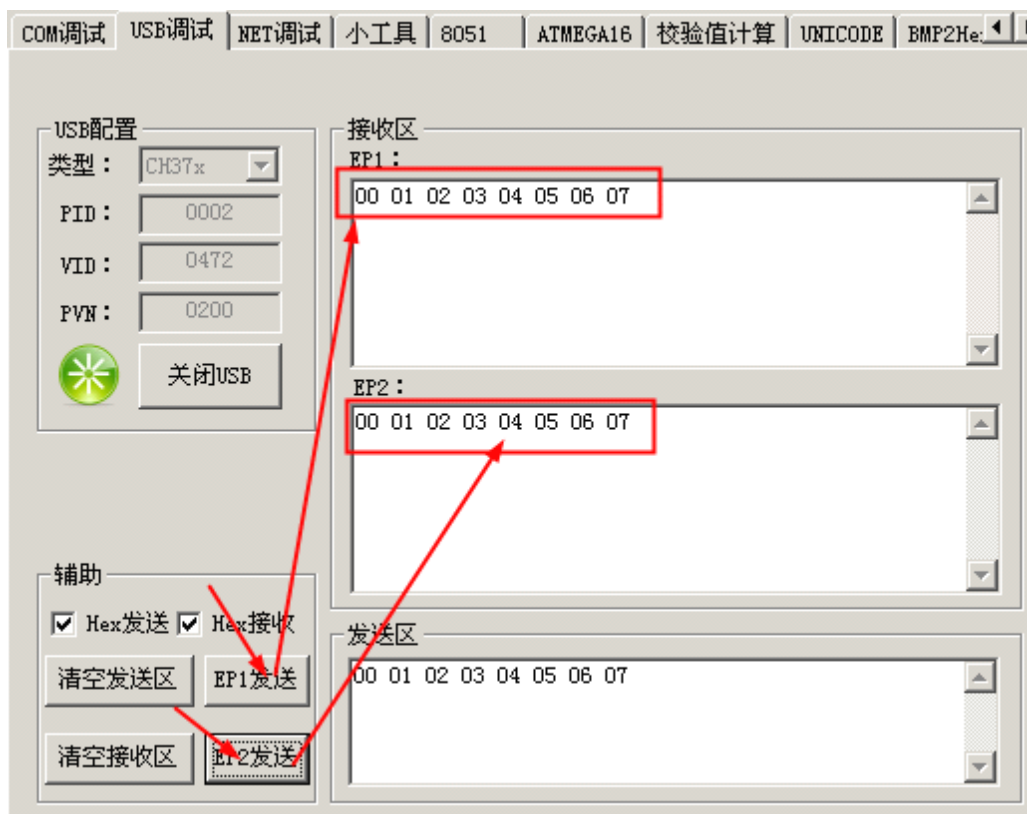 COM调试 USB调试 NET调试 小工具 8051 ATMEGA16 校验值计算 UNICODE BMP2He
USB配置
类型： CH37x
PID： 0002
VID： 0472
PVN： 0200
关闭USB
接收区
EP1：
00 01 02 03 04 05 06 07
EP2：
00 01 02 03 04 05 06 07
辅助
Hex发送 Hex接收
清空发送区 EP1发送
清空接收区 EP2发送
发送区
00 01 02 03 04 05 06 07